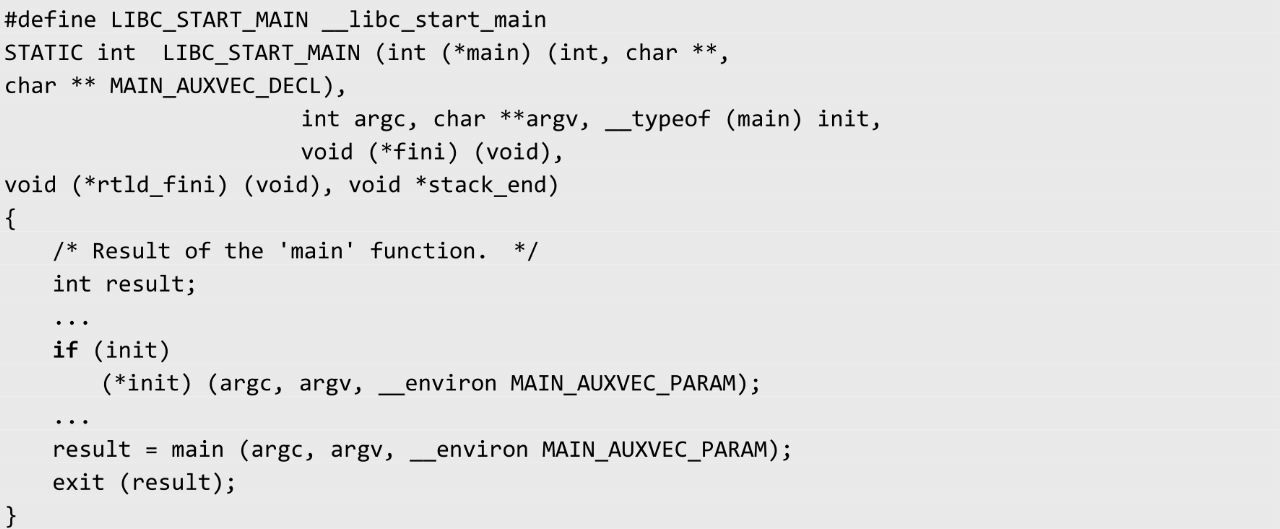 #define LIBC_START_MAIN __libc_start_main
STATIC int  LIBC_START_MAIN (int (*main) (int, char **,
char ** MAIN_AUXVEC_DECL),
int argc, char **argv, __typeof (main) init,
void (*fini) (void),
void (*rtld_fini) (void), void *stack_end)
{
/* Result of the 'main' function.  */
int result;
...
if (init)
(*init) (argc, argv, __environ MAIN_AUXVEC_PARAM);
...
result = main (argc, argv, __environ MAIN_AUXVEC_PARAM);
exit (result);
}